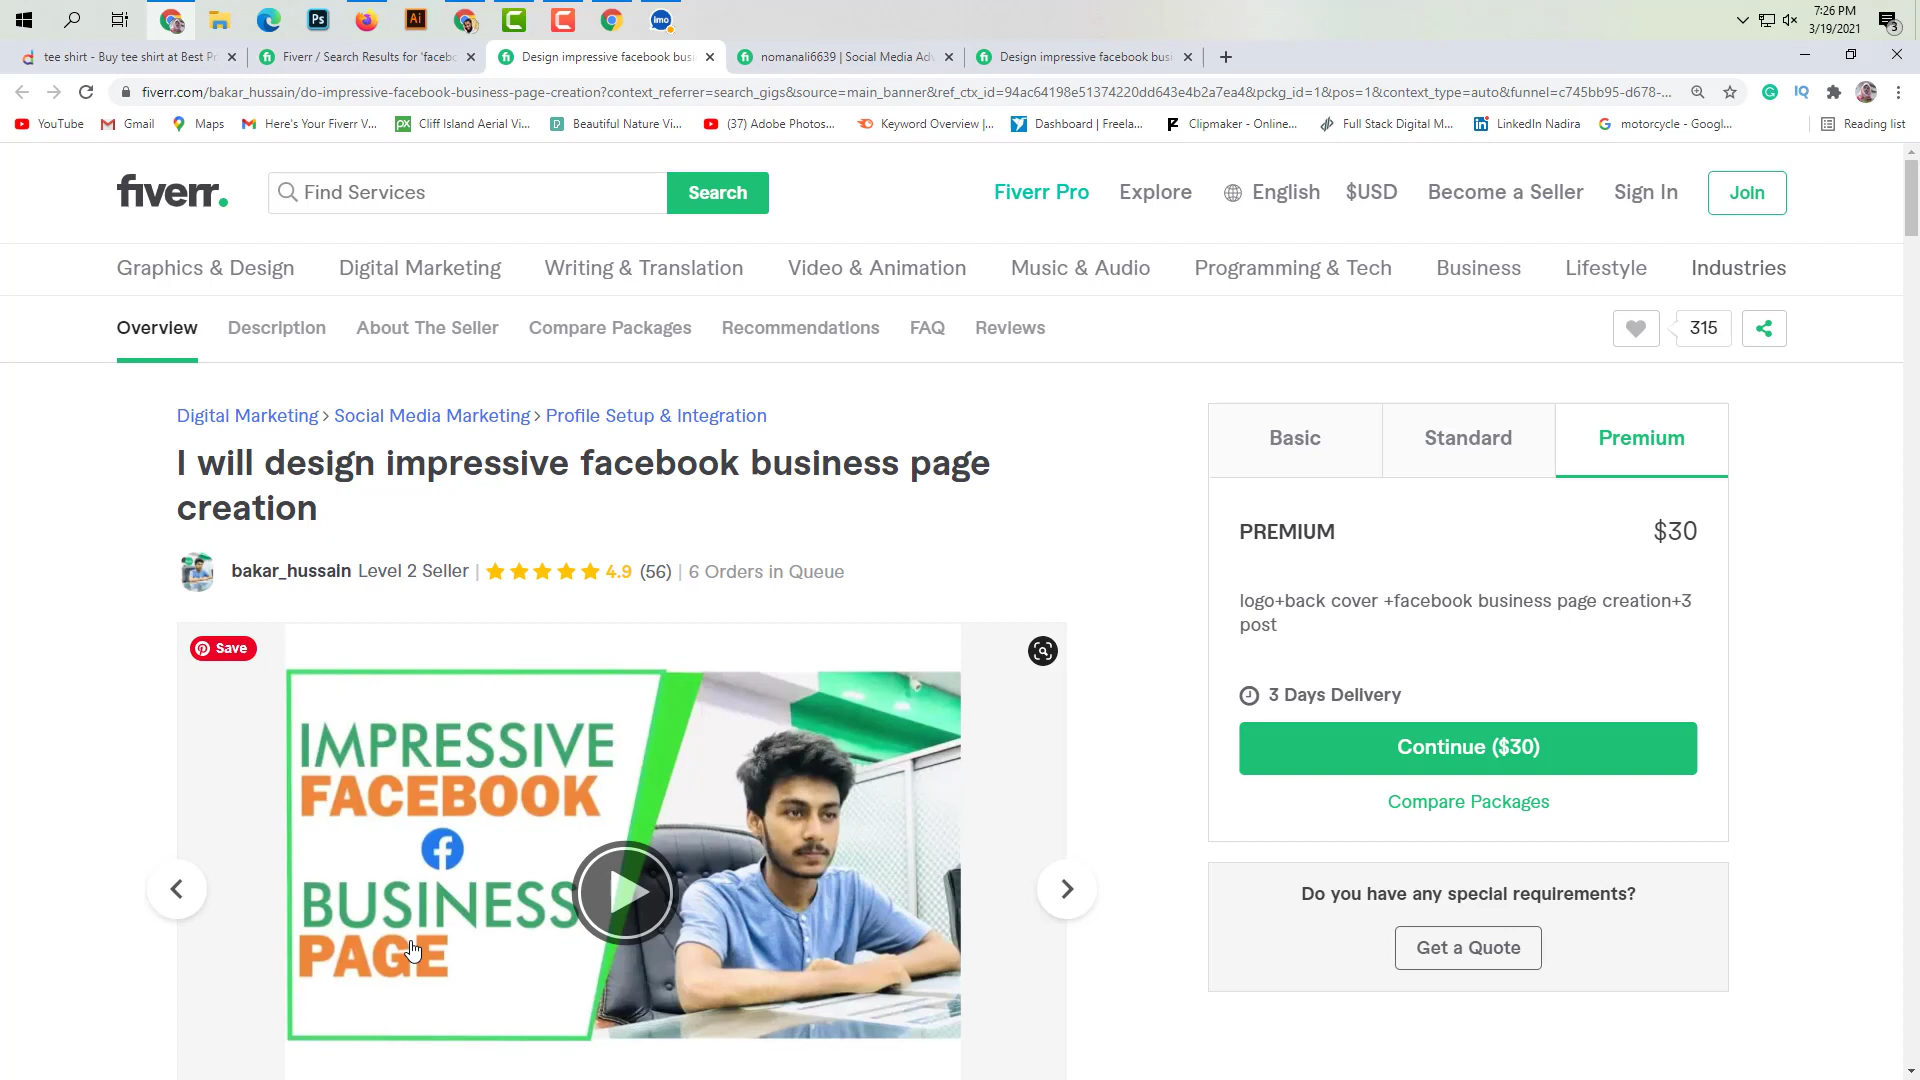 Ps
Ai
imo
7:26 PM
3/19/2021
3
tee shirt - Buy tee shirt at Best Pr
Fiverr / Search Results for 'facebo
Design impressive facebook busi
nomanali6639 | Social Media Adv
Design impressive facebook busi
fiverr.com/bakar_hussain/do-impressive-facebook-business-page-creation?context_referrer=search_gigs&source=main_banner&ref_ctx_id=94ac64198e51374220dd643e4b2a7ea4&pckg_id=1&pos=1&context_type=auto&funnel=c745bb95-d678-...
YouTube Gmail Maps Here's Your Fiverr V... Cliff Island Aerial Vi... Beautiful Nature Vi... (37) Adobe Photos... Keyword Overview |... Dashboard | Freela... Clipmaker - Online... Full Stack Digital M... LinkedIn Nadira motorcycle - Googl... Reading list
fiverr. Find Services Search Fiverr Pro Explore English $USD Become a Seller Sign In Join
Graphics & Design Digital Marketing Writing & Translation Video & Animation Music & Audio Programming & Tech Business Lifestyle Industries
Overview Description About The Seller Compare Packages Recommendations FAQ Reviews 315
Digital Marketing > Social Media Marketing > Profile Setup & Integration
I will design impressive facebook business page
creation
bakar_hussain Level 2 Seller | 4.9 (56) | 6 Orders in Queue
Save
IMPRESSIVE
FACEBOOK
BUSINESS
PAGE
Basic Standard Premium
PREMIUM $30
logo+back cover +facebook business page creation+3
post
3 Days Delivery
Continue ($30)
Compare Packages
Do you have any special requirements?
Get a Quote